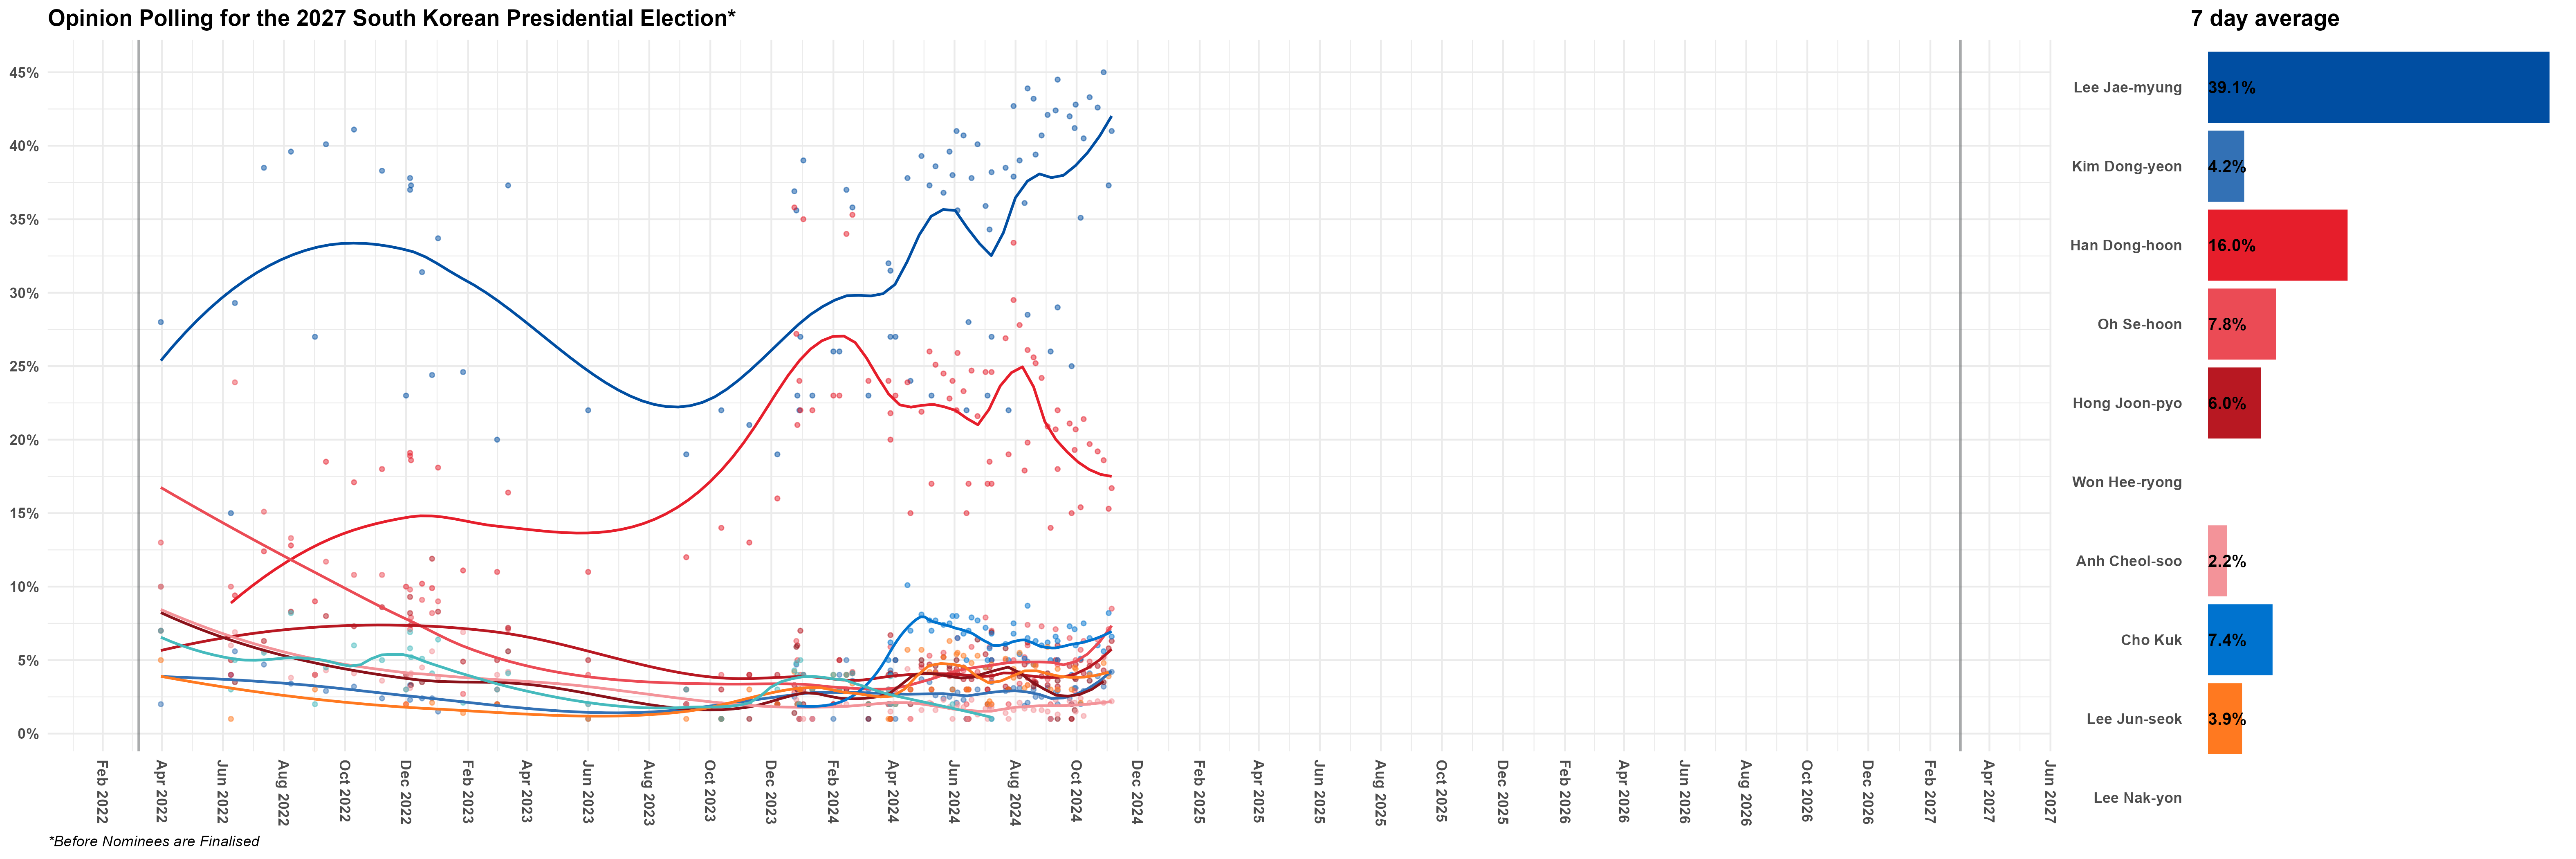 Opinion Polling for the 2027 South Korean Presidential Election*
7 day average
45%
40%
35%
30%
25%
20%
15%
10%
5%
0%
Feb 2022
Apr 2022
Jun 2022
Aug 2022
Oct 2022
Dec 2022
Feb 2023
Apr 2023
Jun 2023
Aug 2023
Oct 2023
Dec 2023
Feb 2024
Apr 2024
Jun 2024
Aug 2024
Oct 2024
Dec 2024
Feb 2025
Apr 2025
Jun 2025
Aug 2025
Oct 2025
Dec 2025
Feb 2026
Apr 2026
Jun 2026
Aug 2026
Oct 2026
Dec 2026
Feb 2027
Apr 2027
Jun 2027
*Before Nominees are Finalised
Lee Jae-myung 39.1%
Kim Dong-yeon 4.2%
Han Dong-hoon 16.0%
Oh Se-hoon 7.8%
Hong Joon-pyo 6.0%
Won Hee-ryong
Anh Cheol-soo 2.2%
Cho Kuk 7.4%
Lee Jun-seok 3.9%
Lee Nak-yon